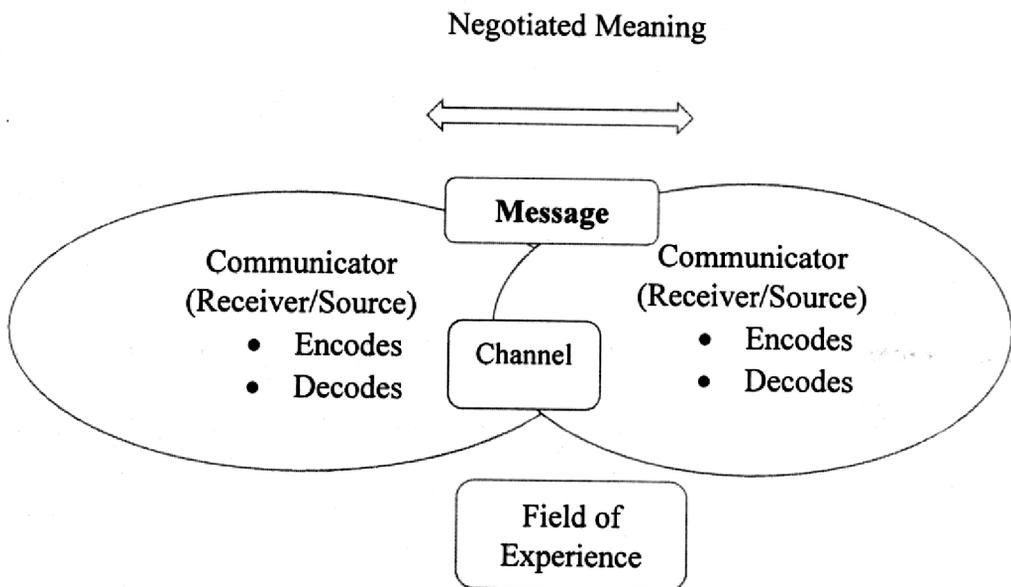 Negotiated Meaning
Message
Communicator
(Receiver/Source)
• Encodes
• Decodes
Channel
Communicator
(Receiver/Source)
• Encodes
• Decodes
Field of
Experience